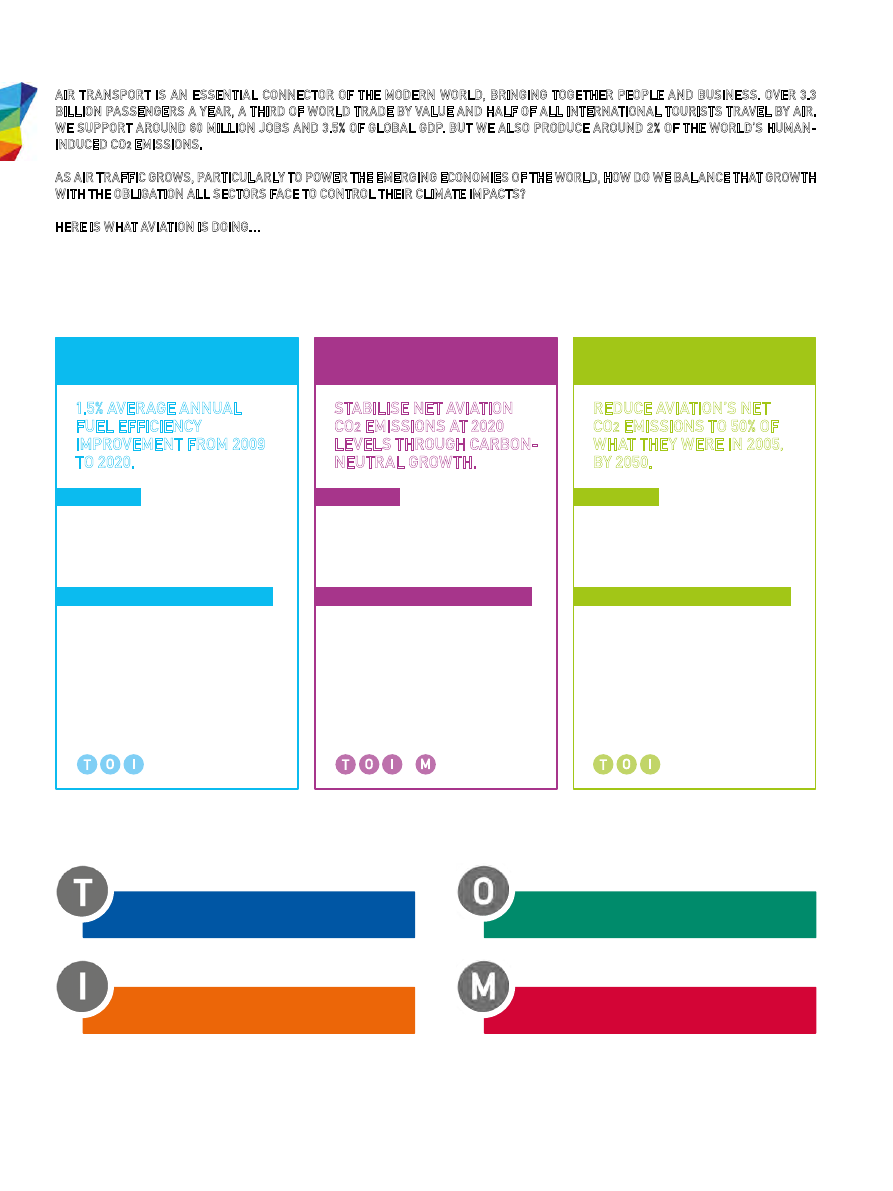 AIR TRANSPORT IS AN ESSENTIAL CONNECTOR OF THE MODERN WORLD, BRINGING TOGETHER PEOPLE AND BUSINESS. OVER 3.3
BILLION PASSENGERS A YEAR, A THIRD OF WORLD TRADE BY VALUE AND HALF OF ALL INTERNATIONAL TOURISTS TRAVEL BY AIR.
WE SUPPORT AROUND 60 MILLION JOBS AND 3.5% OF GLOBAL GDP. BUT WE ALSO PRODUCE AROUND 2% OF THE WORLD'S HUMAN-
INDUCED CO2 EMISSIONS.
AS AIR TRAFFIC GROWS, PARTICULARLY TO POWER THE EMERGING ECONOMIES OF THE WORLD, HOW DO WE BALANCE THAT GROWTH
WITH THE OBLIGATION ALL SECTORS FACE TO CONTROL THEIR CLIMATE IMPACTS?
HERE IS WHAT AVIATION IS DOING...
1.5% AVERAGE ANNUAL
FUEL EFFICIENCY
IMPROVEMENT FROM 2009
TO 2020.
T O I
STABILISE NET AVIATION
CO2 EMISSIONS AT 2020
LEVELS THROUGH CARBON-
NEUTRAL GROWTH.
T O I M
REDUCE AVIATION'S NET
CO2 EMISSIONS TO 50% OF
WHAT THEY WERE IN 2005,
BY 2050.
T O I
T
O
I
M